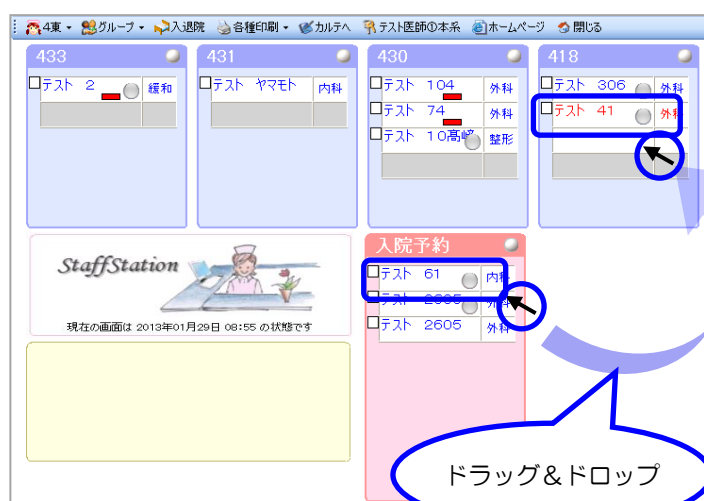 4東 グループ 入退院 各種印刷 カルテへ テスト医師①本系 ホームページ 閉じる
433
テスト 2 緩和
431
テスト ヤマモト 内科
430
テスト 104 外科
テスト 74 外科
テスト 10髙崎 整形
418
テスト 306 外科
テスト 41 外科
StaffStation
現在の画面は 2013年01月29日 08:55 の状態です
入院予約
テスト 61 内科
テスト 2605 外科
テスト 2605 外科
ドラッグ&ドロップ